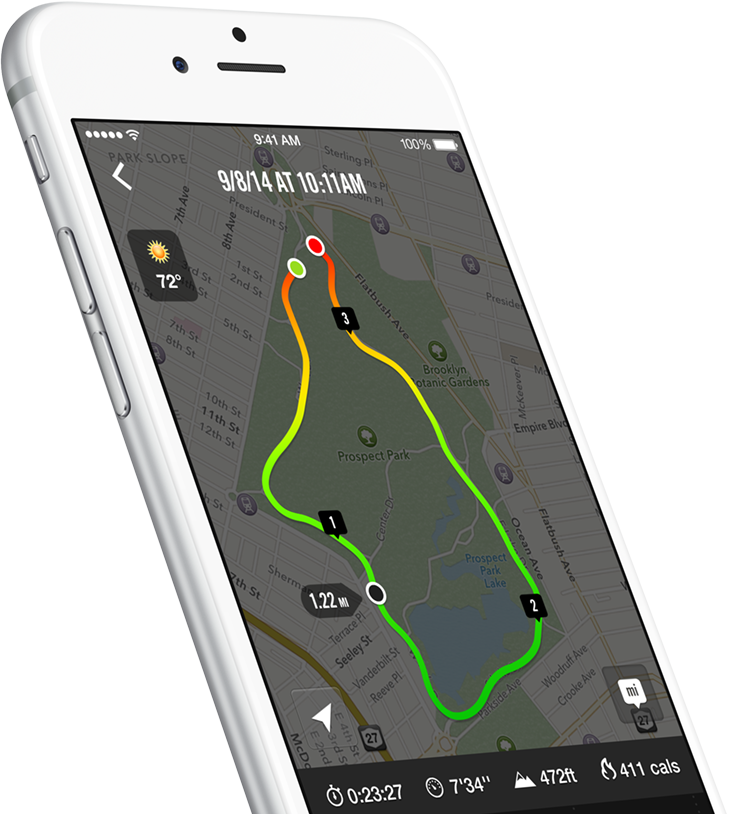 9:41 AM
100%
PARK SLOPE
Sterling Pl
9/8/14 AT 10:11AM
7th Ave
8th Ave
President St
72°
3rd St
1st St
2nd St
5th St
7th St
8th St
Flatbush Ave
3
President
Brooklyn
Botanic Gardens
McKeever Pl
10th St
11th St
12th St
Empire Blvd
Prospect Park
1
Center Dr
Ocean Ave
Flatbush Ave
Prospect
Park
Lake
1.22 MI
2
7th St
Terrace Pl
Seeley St
Vanderbilt St
Reeve Pl
Woodruff Ave
Crooke Ave
Parkside Ave
mi
27
27
E 4th St
0:23:27
7'34"
472ft
411 cals